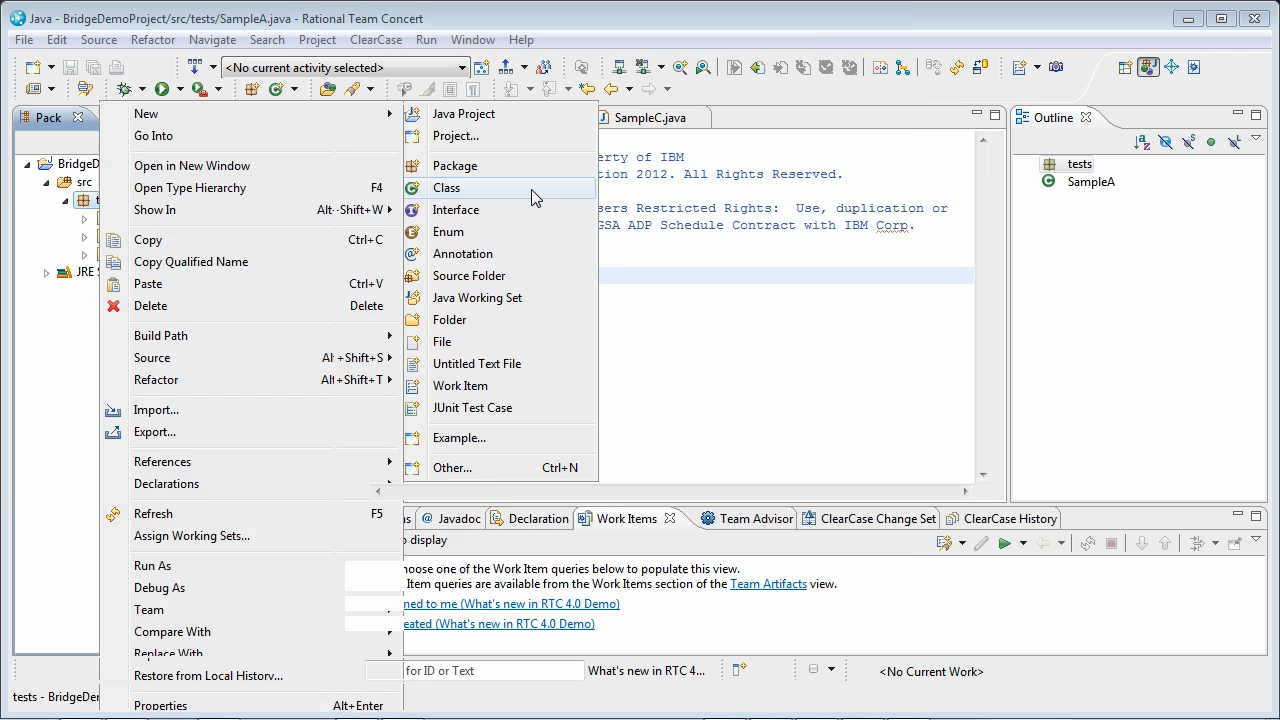 Java - BridgeDemoProject/src/tests/SampleA.java - Rational Team Concert
File Edit Source Refactor Navigate Search Project ClearCase Run Window Help
<No current activity selected>
Pack
SampleC.java
Outline
New
Go Into
Open in New Window
Open Type Hierarchy F4
Show In Alt+Shift+W
Copy Ctrl+C
Copy Qualified Name
Paste Ctrl+V
Delete Delete
Build Path
Source Alt+Shift+S
Refactor Alt+Shift+T
Import...
Export...
References
Declarations
Refresh F5
Assign Working Sets...
Run As
Debug As
Team
Compare With
Replace With
Restore from Local History...
Properties Alt+Enter
Java Project
Project...
Package
Class
Interface
Enum
Annotation
Source Folder
Java Working Set
Folder
File
Untitled Text File
Work Item
JUnit Test Case
Example...
Other... Ctrl+N
BridgeD
src
t
JRE S
perty of IBM
tion 2012. All Rights Reserved.
sers Restricted Rights: Use, duplication or
GSA ADP Schedule Contract with IBM Corp.
tests
SampleA
ns @ Javadoc Declaration Work Items Team Advisor ClearCase Change Set ClearCase History
o display
hoose one of the Work Item queries below to populate this view.
Item queries are available from the Work Items section of the Team Artifacts view.
ned to me (What's new in RTC 4.0 Demo)
eated (What's new in RTC 4.0 Demo)
for ID or Text
What's new in RTC 4...
<No Current Work>
tests - BridgeDe